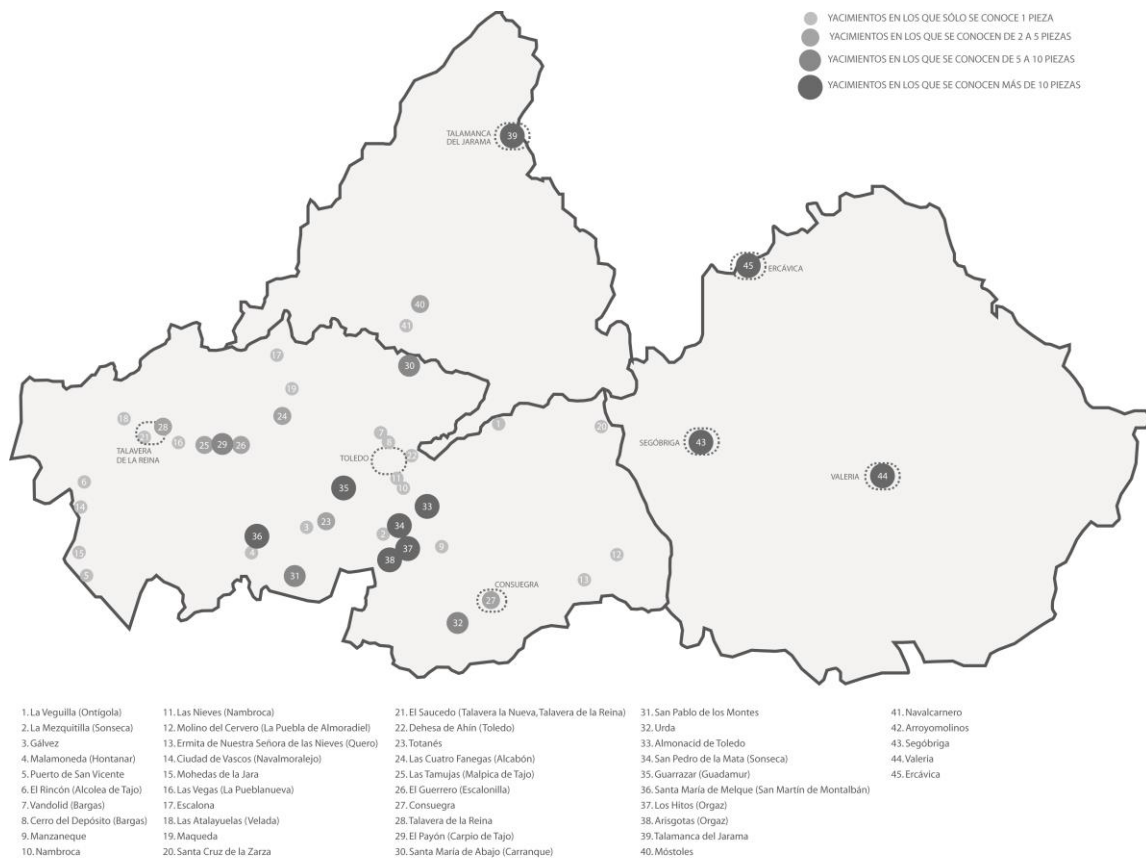 YACIMIENTOS EN LOS QUE SÓLO SE CONOCE 1 PIEZA
YACIMIENTOS EN LOS QUE SE CONOCEN DE 2 A 5 PIEZAS
YACIMIENTOS EN LOS QUE SE CONOCEN DE 5 A 10 PIEZAS
YACIMIENTOS EN LOS QUE SE CONOCEN MÁS DE 10 PIEZAS
TALAMANCA
DEL JARAMA
39
45
ERCÁVICA
40
41
17
30
19
18
28
24
1
21
16
25
29
26
7
8
20
TALAVERA
DE LA REINA
TOLEDO
22
SEGÓBRIGA
43
6
11
10
35
VALERIA
44
14
33
3
23
34
36
2
37
9
15
4
38
12
5
31
13
CONSUEGRA
27
32
1. La Veguilla (Ontígola)
2. La Mezquitilla (Sonseca)
3. Gálvez
4. Malamoneda (Hontanar)
5. Puerto de San Vicente
6. El Rincón (Alcolea de Tajo)
7. Vandolid (Bargas)
8. Cerro del Depósito (Bargas)
9. Manzaneque
10. Nambroca
11. Las Nieves (Nambroca)
12. Molino del Cervero (La Puebla de Almoradiel)
13. Ermita de Nuestra Señora de las Nieves (Quero)
14. Ciudad de Vascos (Navalmoralejo)
15. Mohedas de la Jara
16. Las Vegas (La Pueblanueva)
17. Escalona
18. Las Atalayuelas (Velada)
19. Maqueda
20. Santa Cruz de la Zarza
21. El Saucedo (Talavera la Nueva, Talavera de la Reina)
22. Dehesa de Ahín (Toledo)
23. Totanés
24. Las Cuatro Fanegas (Alcabón)
25. Las Tamujas (Malpica de Tajo)
26. El Guerrero (Escalonilla)
27. Consuegra
28. Talavera de la Reina
29. El Payón (Carpio de Tajo)
30. Santa María de Abajo (Carranque)
31. San Pablo de los Montes
32. Urda
33. Almonacid de Toledo
34. San Pedro de la Mata (Sonseca)
35. Guarrazar (Guadamur)
36. Santa María de Melque (San Martín de Montalbán)
37. Los Hitos (Orgaz)
38. Arisgotas (Orgaz)
39. Talamanca del Jarama
40. Móstoles
41. Navalcarnero
42. Arroyomolinos
43. Segóbriga
44. Valeria
45. Ercávica